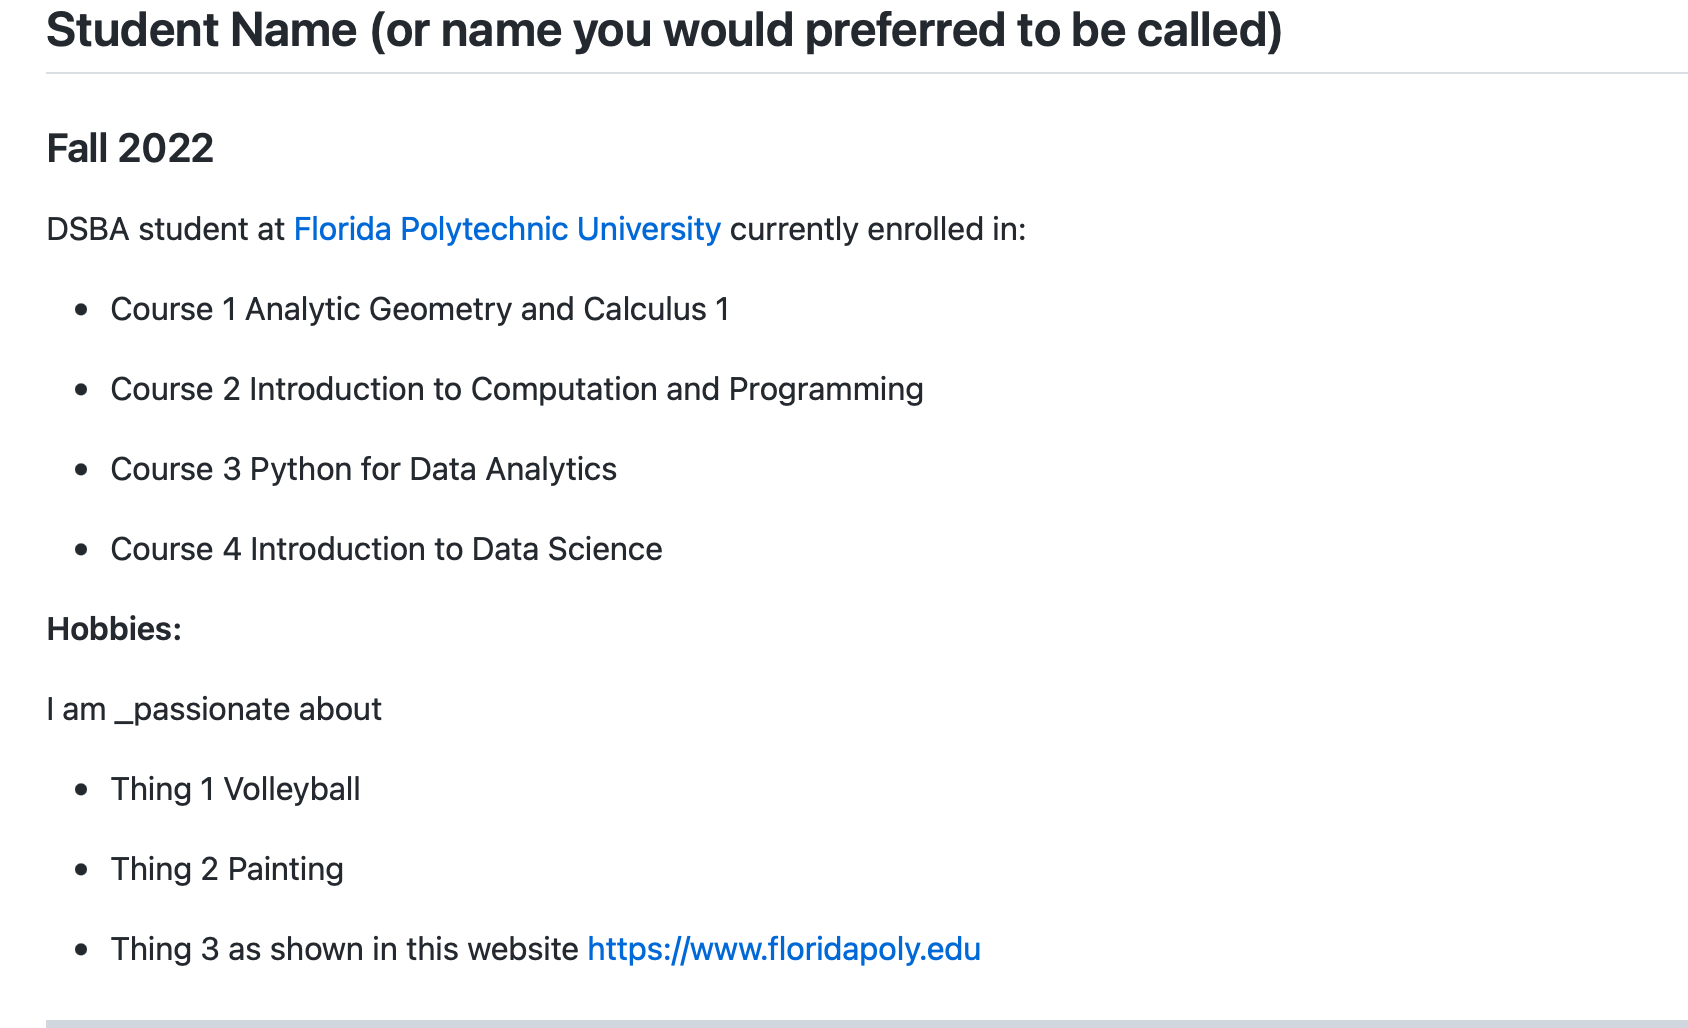 Student Name (or name you would preferred to be called)
Fall 2022
DSBA student at Florida Polytechnic University currently enrolled in:
Course 1 Analytic Geometry and Calculus 1
Course 2 Introduction to Computation and Programming
Course 3 Python for Data Analytics
Course 4 Introduction to Data Science
Hobbies:
I am _passionate about
Thing 1 Volleyball
Thing 2 Painting
Thing 3 as shown in this website https://www.floridapoly.edu